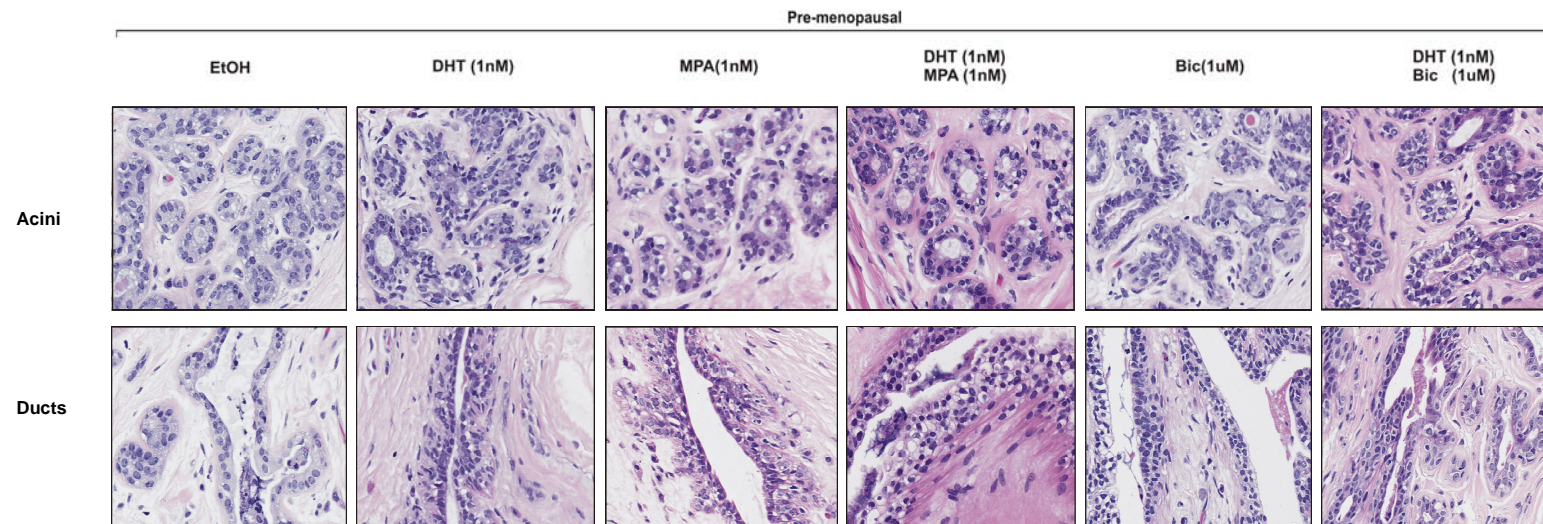 Pre-menopausal
EtOH
DHT (1nM)
MPA(1nM)
DHT (1nM)
MPA (1nM)
Bic(1uM)
DHT (1nM)
Bic (1uM)
Acini
Ducts